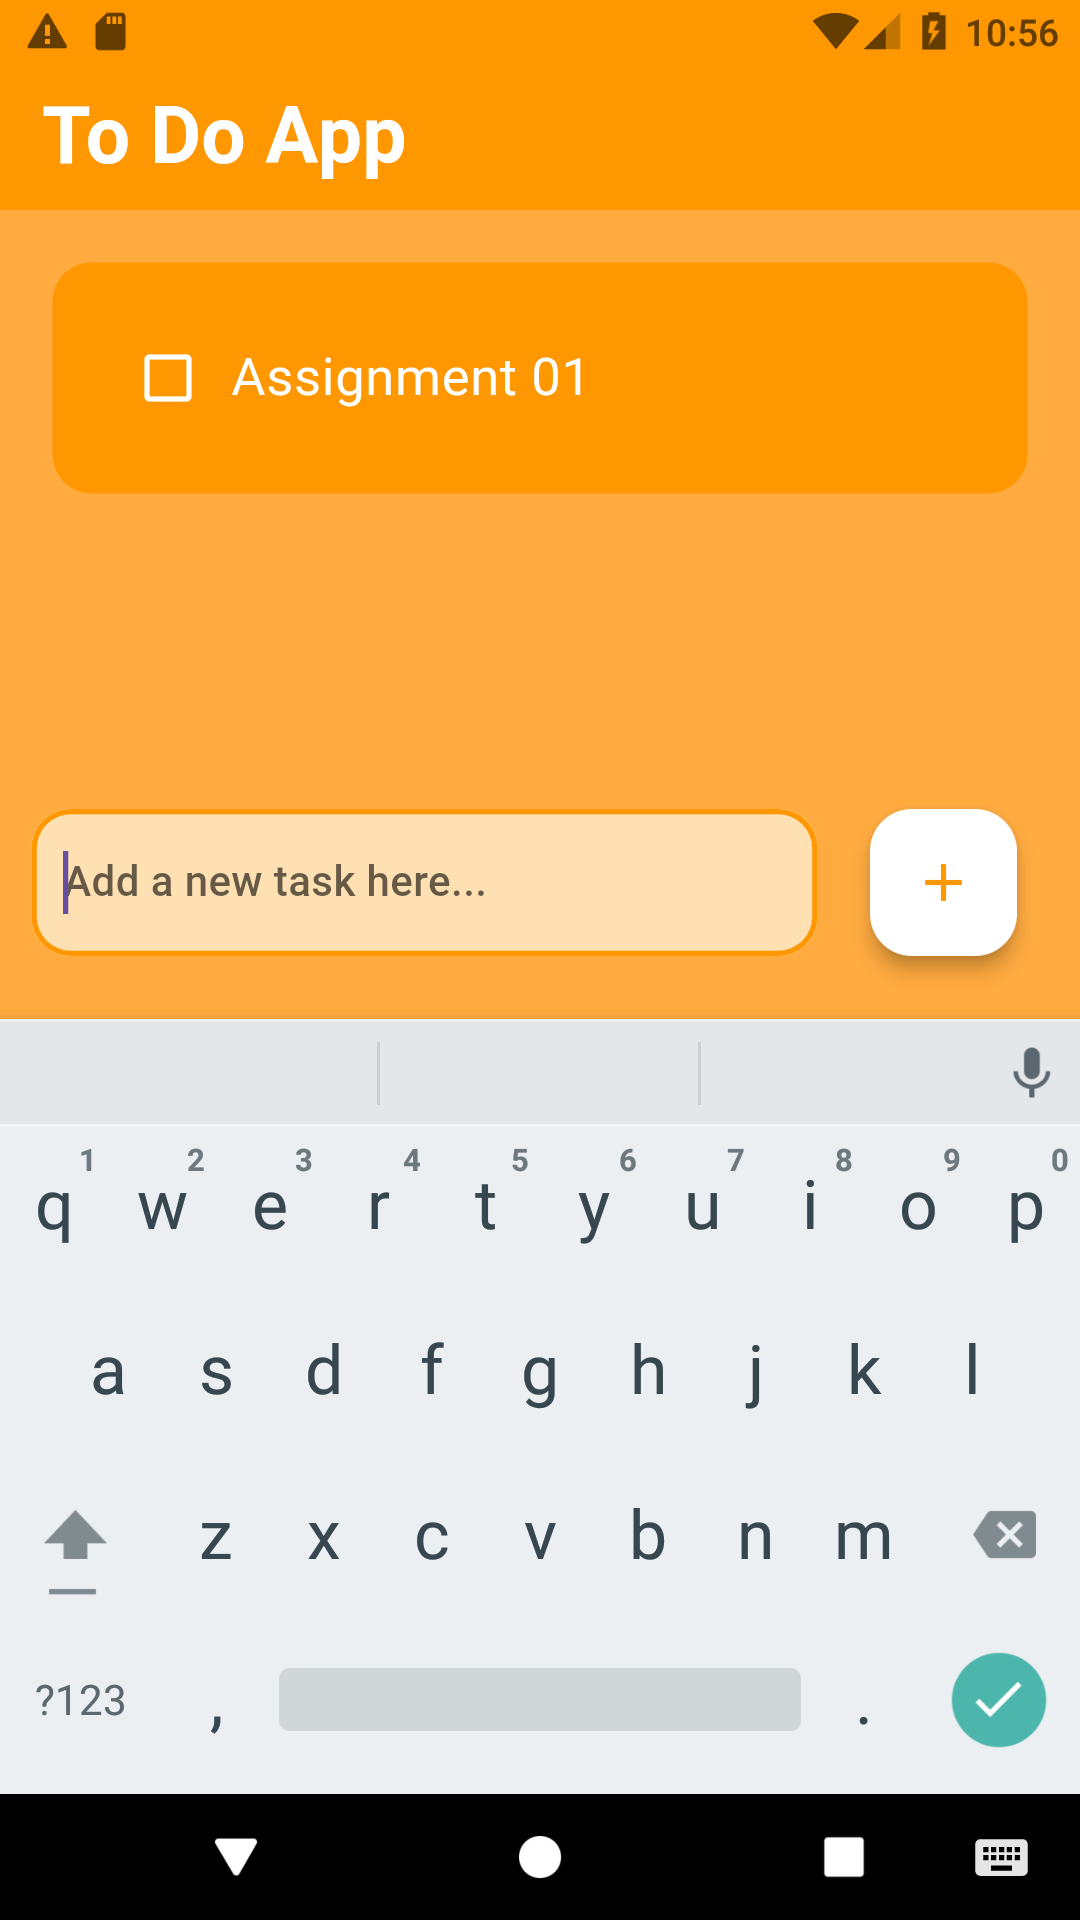 10:56
To Do App
Assignment 01
Add a new task here...
1 2 3 4 5 6 7 8 9 0
q w e r t y u i o p
a s d f g h j k l
z x c v b n m
?123 , .